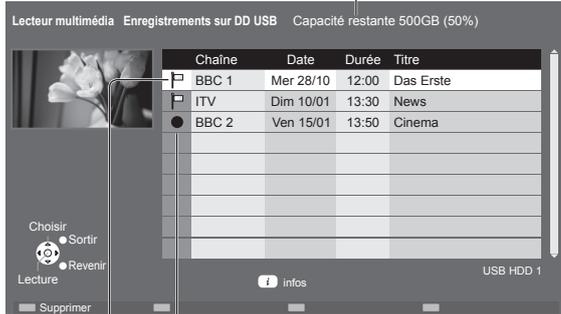 Lecteur multimédia Enregistrements sur DD USB Capacité restante 500GB (50%)
Chaîne Date Durée Titre
BBC 1 Mer 28/10 12:00 Das Erste
ITV Dim 10/01 13:30 News
BBC 2 Ven 15/01 13:50 Cinema
Choisir
Sortir
Revenir
Lecture
i infos
USB HDD 1
Supprimer